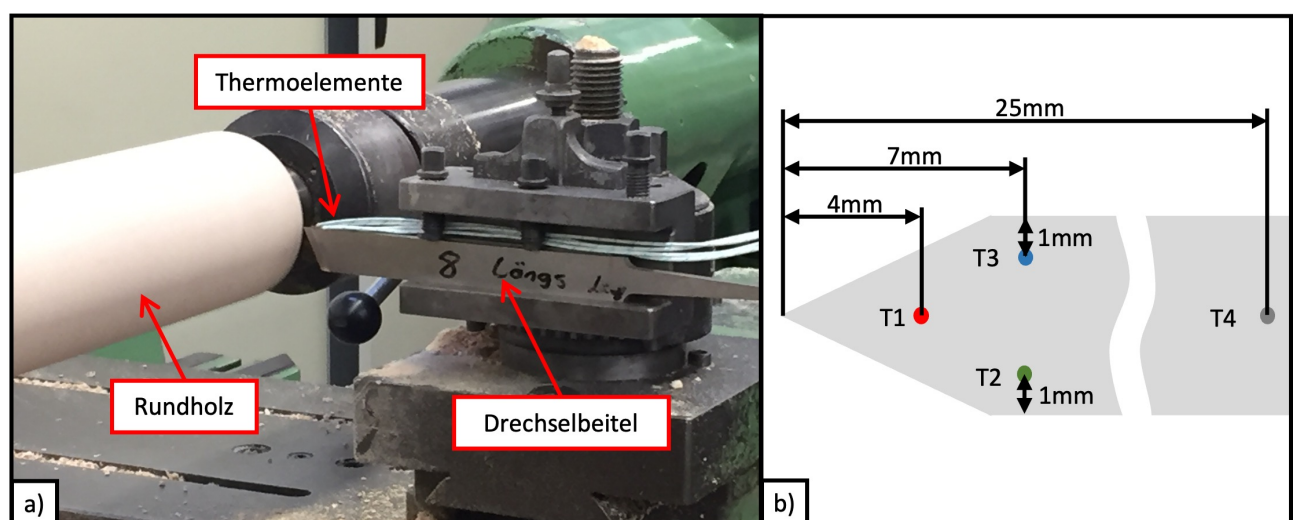 Thermoelemente
8 Längs
Rundholz
Drechselbeitel
a)
25mm
7mm
4mm
1mm
T3
T1
T4
T2
1mm
b)